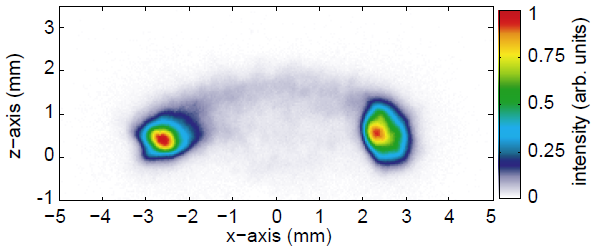 3
2
1
0
-1
z−axis (mm)
−5 −4 −3 −2 −1 0 1 2 3 4 5
x−axis (mm)
1
0.75
0.5
0.25
0
intensity (arb. units)